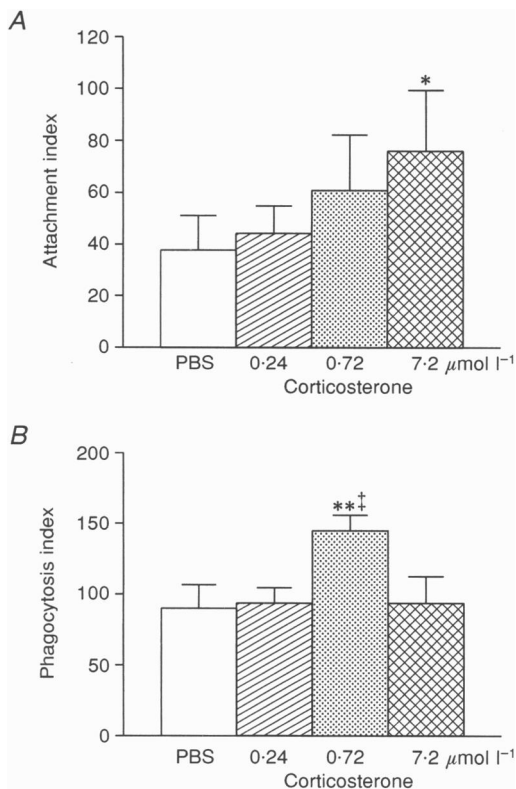 A
120
100
80
60
40
20
0
Attachment index
*
PBS 0·24 0·72 7·2 μmol l⁻¹
Corticosterone
B
200
150
100
50
0
Phagocytosis index
**‡
PBS 0·24 0·72 7·2 μmol l⁻¹
Corticosterone